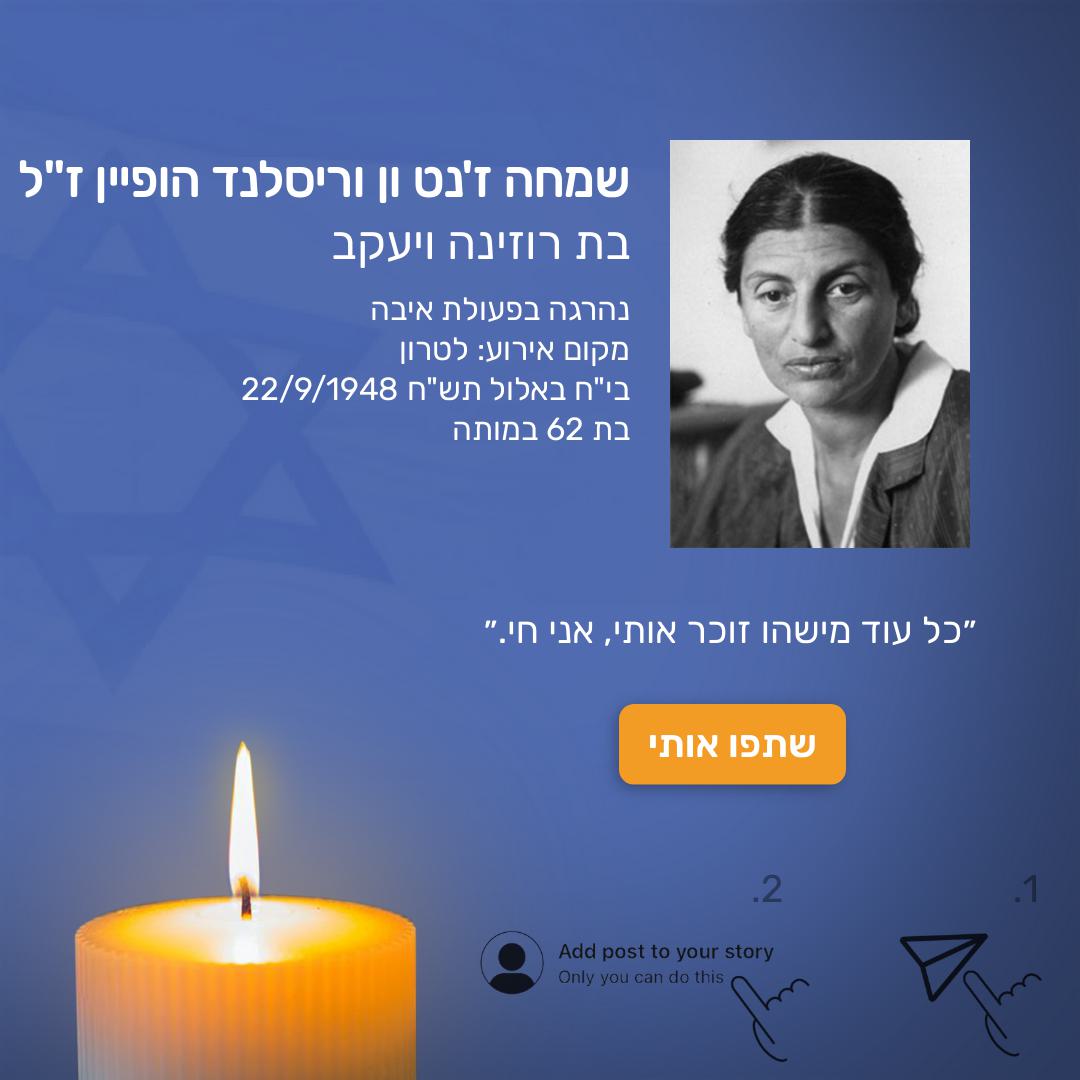 שמחה ז'נט ון וריסלנד הופיין ז"ל
בת רוזינה ויעקב
נהרגה בפעולת איבה
מקום אירוע: לטרון
בי"ח באלול תש"ח 22/9/1948
בת 62 במותה
״כל עוד מישהו זוכר אותי, אני חי.״
שתפו אותי
1.
2.
Add post to your story
Only you can do this